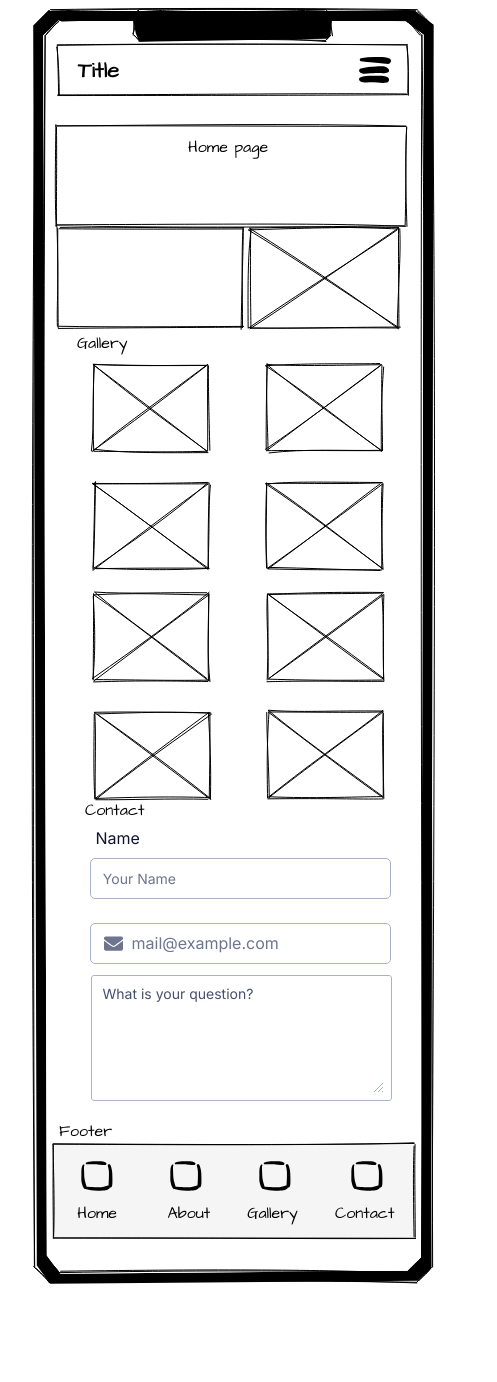 Title
Home page
Gallery
Contact
Name
Your Name
mail@example.com
What is your question?
Footer
Home About Gallery Contact